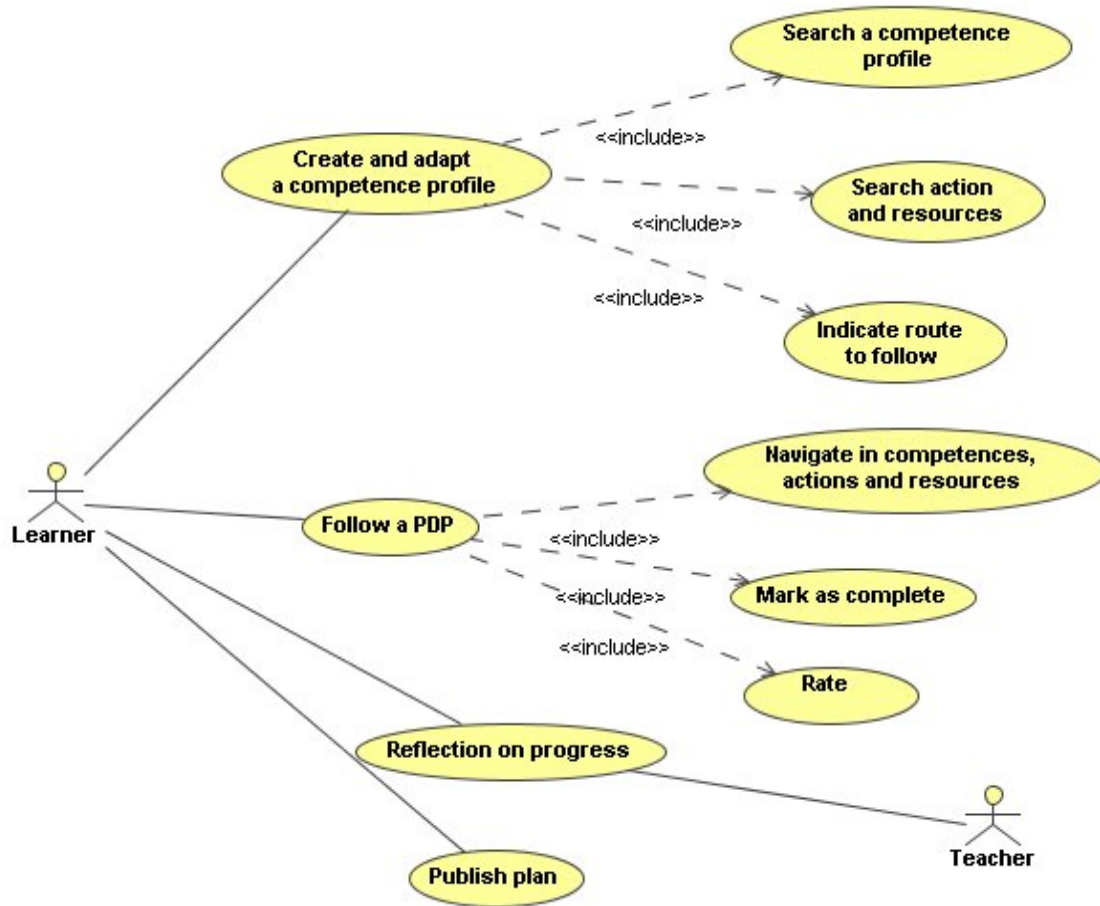 Search a competence
profile
<<include>>
Create and adapt
a competence profile
Search action
and resources
<<include>>
<<include>>
Indicate route
to follow
Navigate in competences,
actions and resources
Learner
Follow a PDP
<<include>>
Mark as complete
<<include>>
<<include>>
Rate
Reflection on progress
Teacher
Publish plan